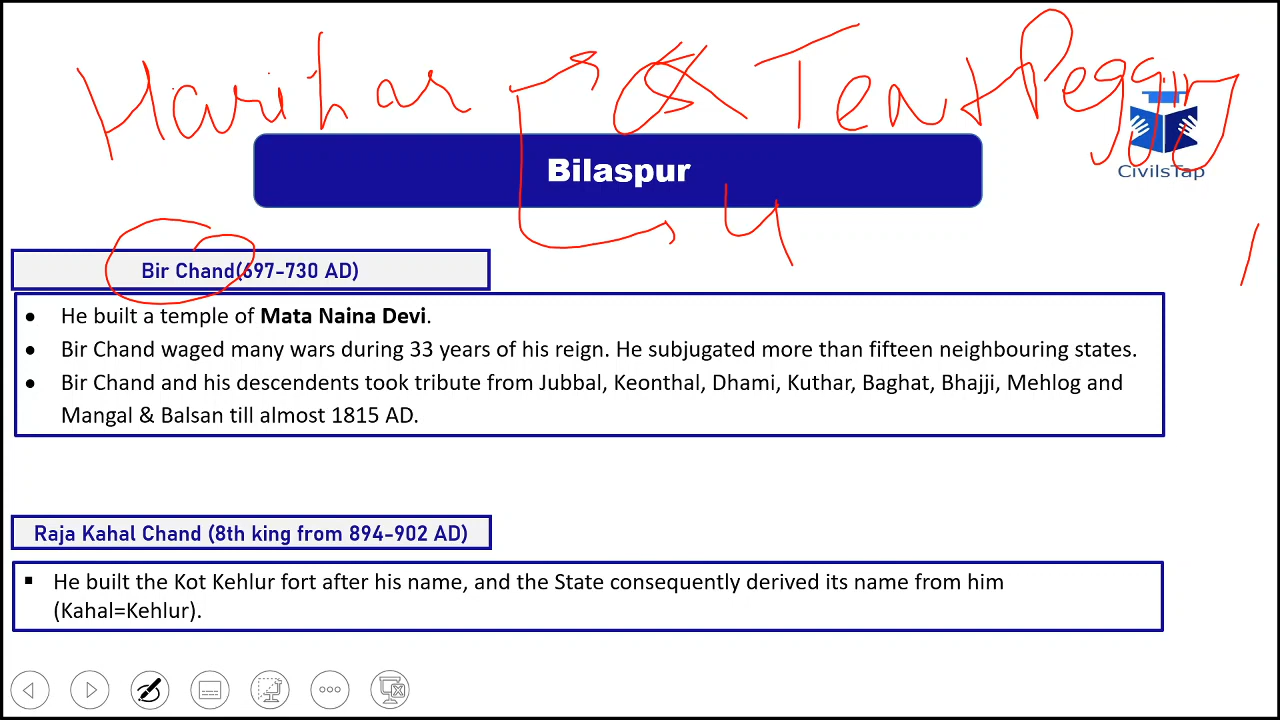 Harihar Tent Pegging
CivilsTap
Bilaspur
4
Bir Chand(697-730 AD)
● He built a temple of Mata Naina Devi.
● Bir Chand waged many wars during 33 years of his reign. He subjugated more than fifteen neighbouring states.
● Bir Chand and his descendents took tribute from Jubbal, Keonthal, Dhami, Kuthar, Baghat, Bhajji, Mehlog and
Mangal & Balsan till almost 1815 AD.
Raja Kahal Chand (8th king from 894-902 AD)
▪ He built the Kot Kehlur fort after his name, and the State consequently derived its name from him
(Kahal=Kehlur).